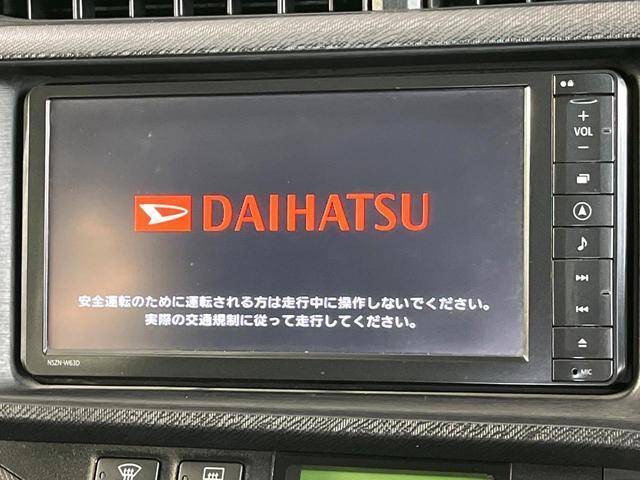 DAIHATSU
安全運転のために運転される方は走行中に操作しないでください。
実際の交通規制に従って走行してください。
NSZN-W63D
+
VOL
−
MIC